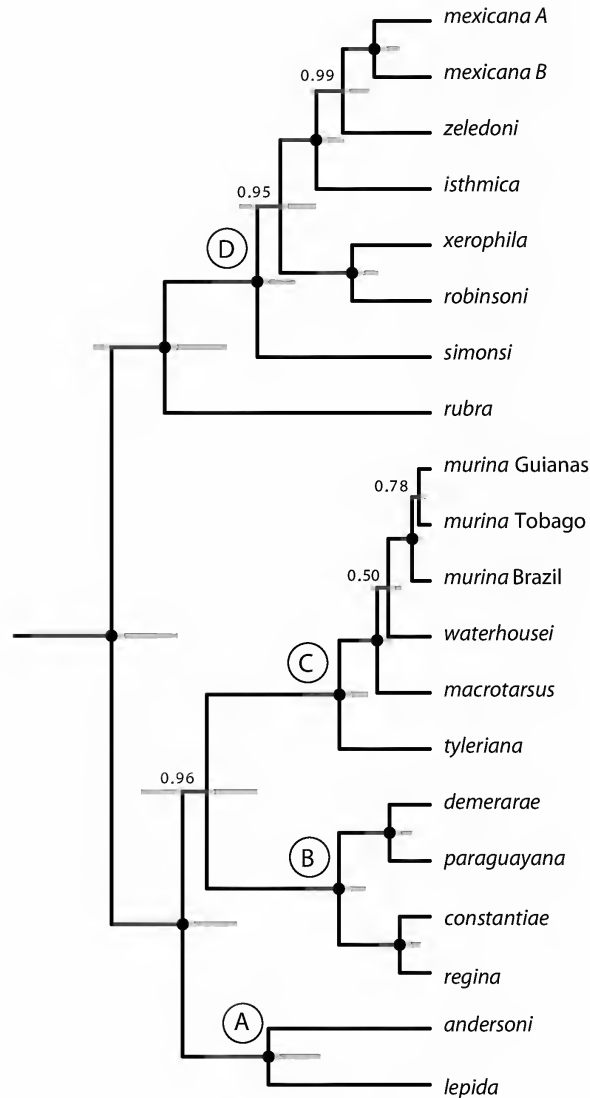 mexicana A
mexicana B
0.99
zeledoni
isthmica
0.95
D
xerophila
robinsoni
simonsi
rubra
murina Guianas
0.78
murina Tobago
murina Brazil
0.50
waterhousei
C
macrotarsus
tyleriana
0.96
demerarae
B
paraguayana
constantiae
regina
A
andersoni
lepida